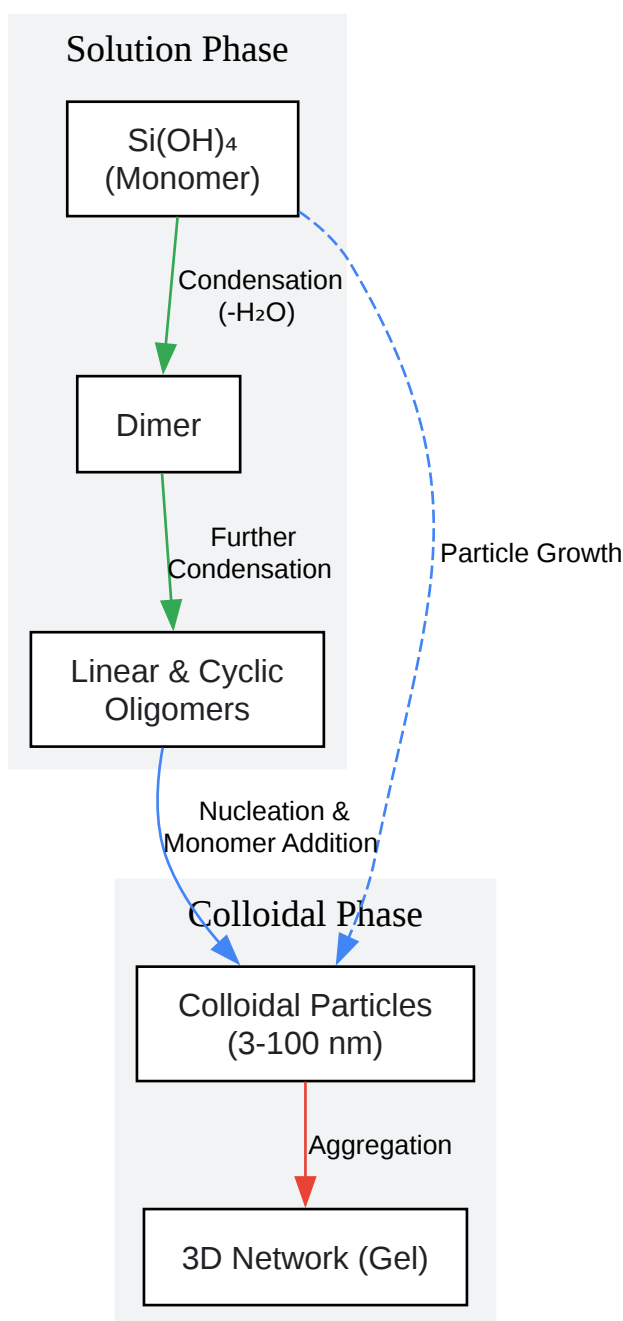 Solution Phase
Si(OH)₄
(Monomer)
Condensation
(-H₂O)
Dimer
Further
Condensation
Particle Growth
Linear & Cyclic
Oligomers
Nucleation &
Monomer Addition
Colloidal Phase
Colloidal Particles
(3-100 nm)
Aggregation
3D Network (Gel)